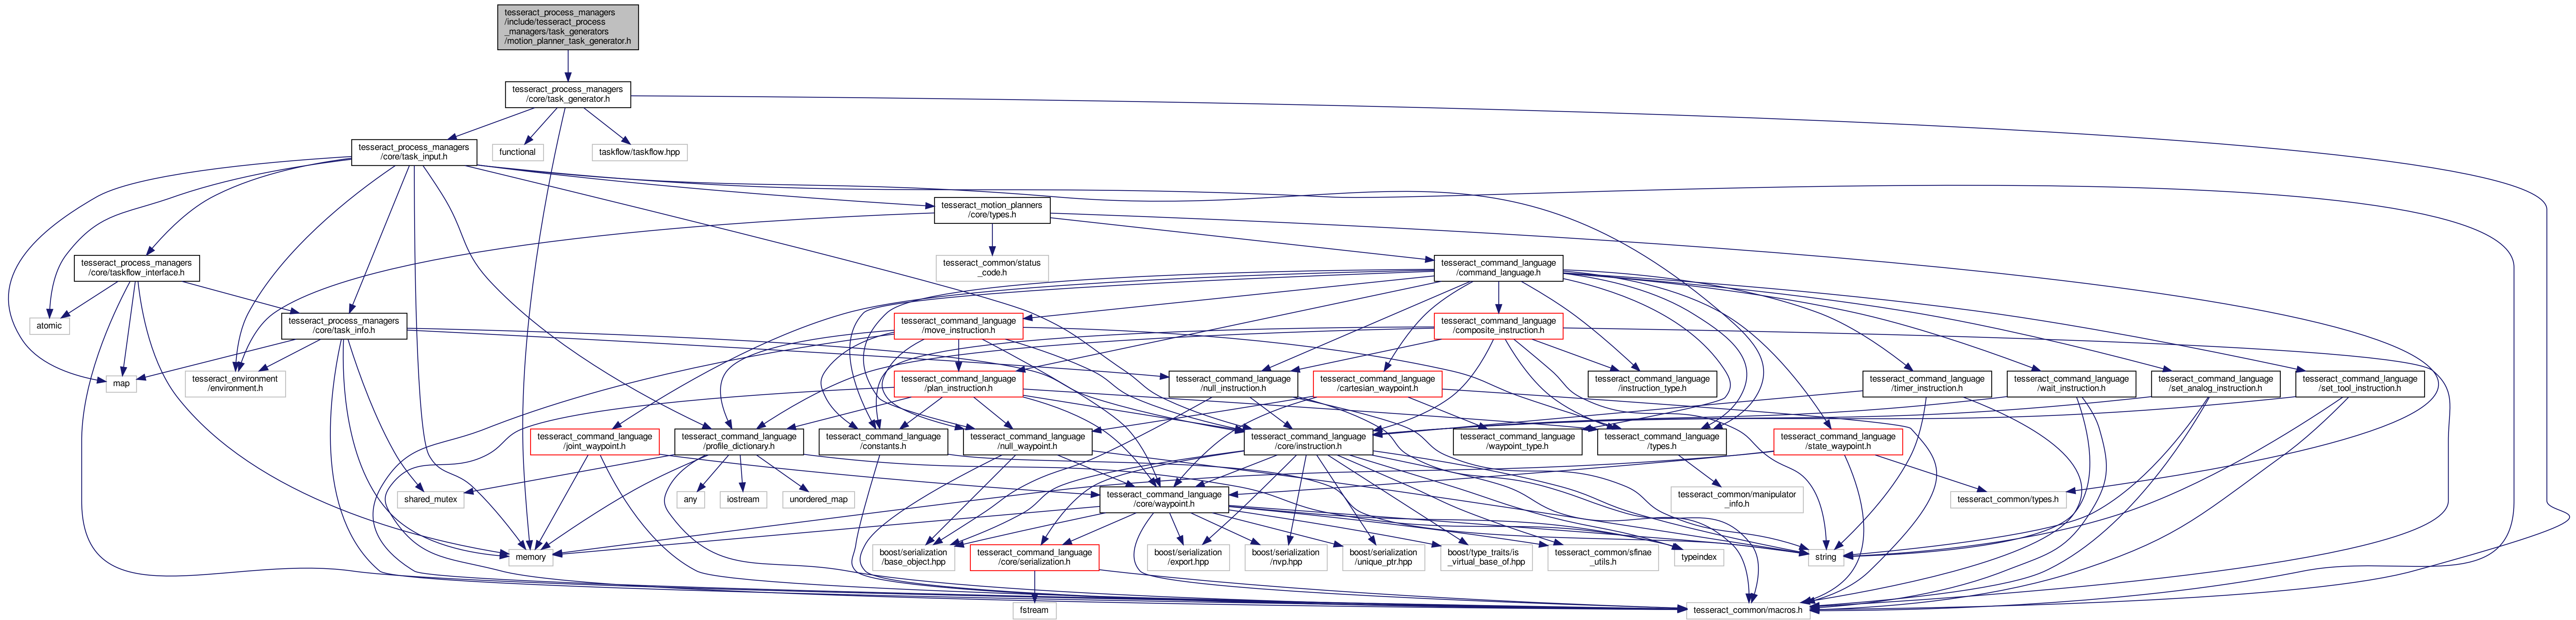 tesseract_process_managers
/include/tesseract_process
_managers/task_generators
/motion_planner_task_generator.h
tesseract_process_managers
/core/task_generator.h
tesseract_process_managers
/core/task_input.h
functional
taskflow/taskflow.hpp
tesseract_motion_planners
/core/types.h
tesseract_process_managers
/core/taskflow_interface.h
tesseract_common/status
_code.h
tesseract_command_language
/command_language.h
atomic
tesseract_process_managers
/core/task_info.h
tesseract_command_language
/move_instruction.h
tesseract_command_language
/composite_instruction.h
map
tesseract_environment
/environment.h
tesseract_command_language
/plan_instruction.h
tesseract_command_language
/null_instruction.h
tesseract_command_language
/cartesian_waypoint.h
tesseract_command_language
/instruction_type.h
tesseract_command_language
/timer_instruction.h
tesseract_command_language
/wait_instruction.h
tesseract_command_language
/set_analog_instruction.h
tesseract_command_language
/set_tool_instruction.h
tesseract_command_language
/joint_waypoint.h
tesseract_command_language
/profile_dictionary.h
tesseract_command_language
/constants.h
tesseract_command_language
/null_waypoint.h
tesseract_command_language
/core/instruction.h
tesseract_command_language
/waypoint_type.h
tesseract_command_language
/types.h
tesseract_command_language
/state_waypoint.h
shared_mutex
any
iostream
unordered_map
tesseract_command_language
/core/waypoint.h
tesseract_common/manipulator
_info.h
tesseract_common/types.h
memory
boost/serialization
/base_object.hpp
tesseract_command_language
/core/serialization.h
boost/serialization
/export.hpp
boost/serialization
/nvp.hpp
boost/serialization
/unique_ptr.hpp
boost/type_traits/is
_virtual_base_of.hpp
tesseract_common/sfinae
_utils.h
typeindex
string
fstream
tesseract_common/macros.h